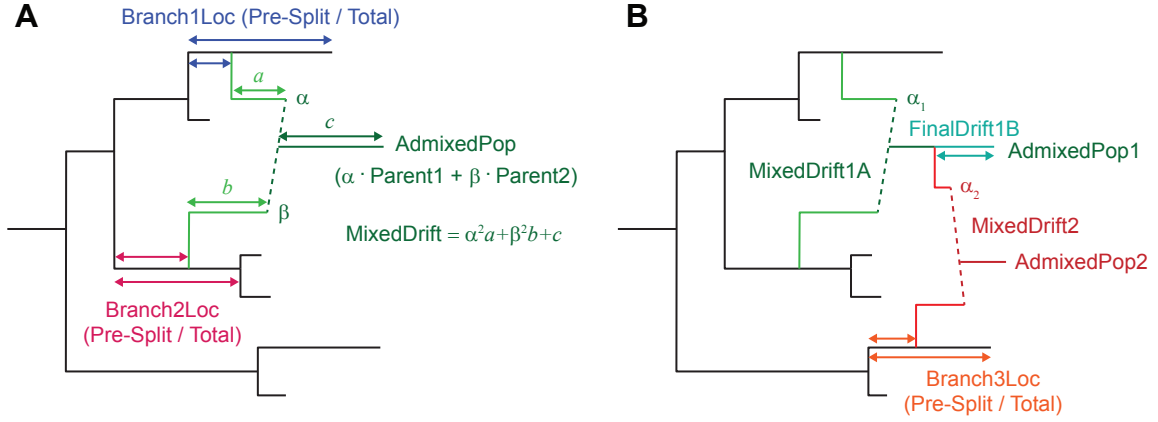 A
Branch1Loc (Pre-Split / Total)
a
α
c
AdmixedPop
(α · Parent1 + β · Parent2)
b
β
MixedDrift = α²a+β²b+c
Branch2Loc
(Pre-Split / Total)
B
α₁
FinalDrift1B
AdmixedPop1
MixedDrift1A
α₂
MixedDrift2
AdmixedPop2
Branch3Loc
(Pre-Split / Total)